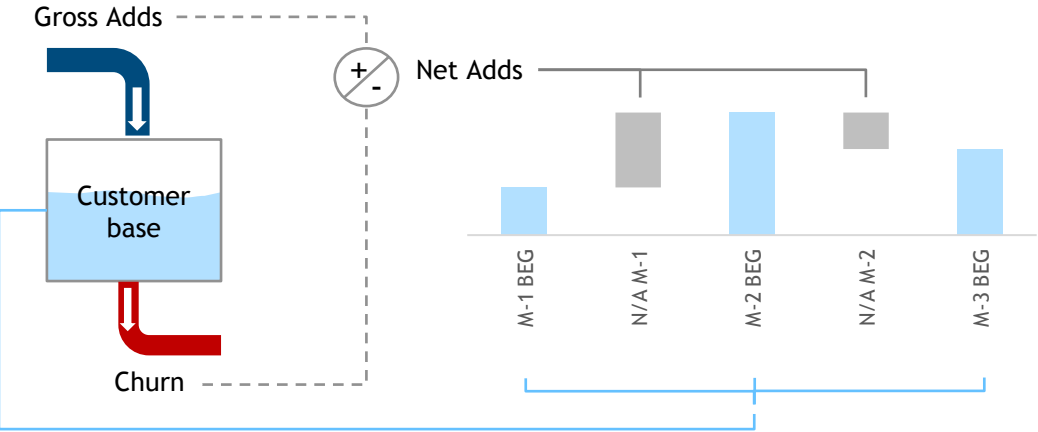 Gross Adds
+
-
Net Adds
Customer
base
Churn
M-1 BEG
N/A M-1
M-2 BEG
N/A M-2
M-3 BEG